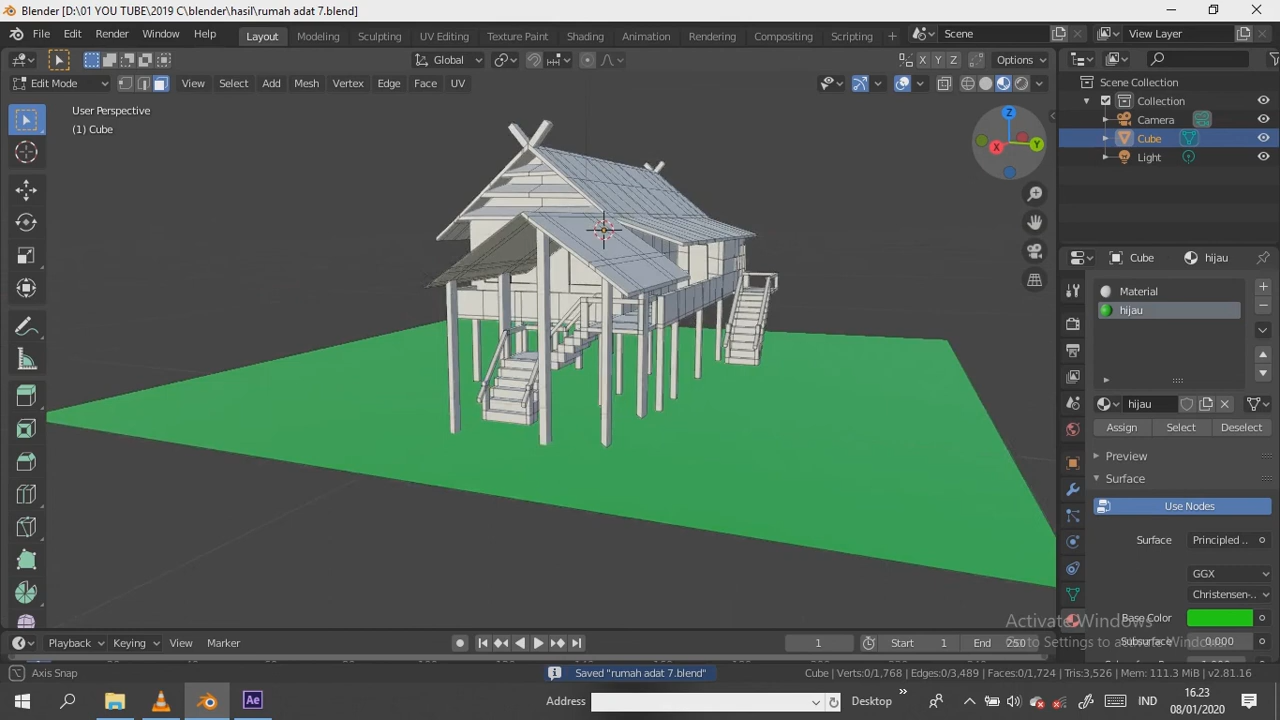 Blender [D:\01 YOU TUBE\2019 C\blender\hasil\rumah adat 7.blend]
File Edit Render Window Help Layout Modeling Sculpting UV Editing Texture Paint Shading Animation Rendering Compositing Scripting + Scene View Layer
Global X Y Z Options
Edit Mode View Select Add Mesh Vertex Edge Face UV
Scene Collection
Collection
Camera
Cube
Light
User Perspective
(1) Cube
Z
X
Y
Cube hijau
Material
hijau
hijau
Assign Select Deselect
Preview
Surface
Use Nodes
Surface Principled ..
GGX
Christensen-..
Base Color
Subsurface 0.000
Activate Windows
Go to Settings to activate Windows.
Playback Keying View Marker 1 Start 1 End 250
Axis Snap Saved "rumah adat 7.blend" Cube | Verts:0/1,768 | Edges:0/3,489 | Faces:0/1,724 | Tris:3,526 | Mem: 111.3 MiB | v2.81.16
Ae Address Desktop IND 16.23
08/01/2020